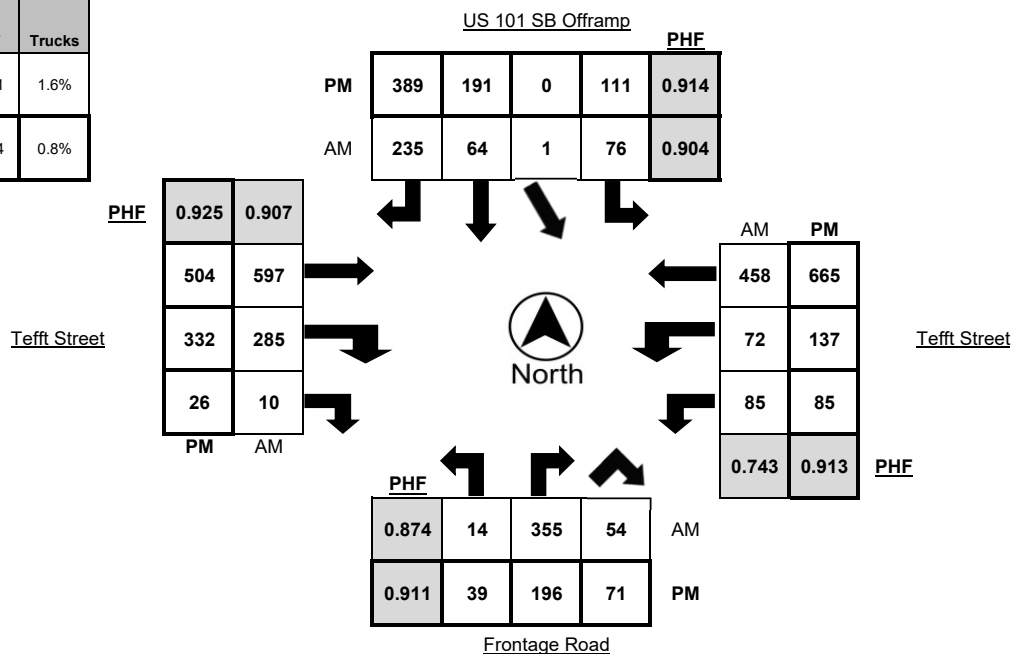 US 101 SB Offramp
Trucks
PHF
1 1.6%
PM 389 191 0 111 0.914
4 0.8%
AM 235 64 1 76 0.904
PHF 0.925 0.907
AM PM
504 597
458 665
Tefft Street 332 285
72 137 Tefft Street
North
26 10
85 85
PM AM
0.743 0.913 PHF
PHF
0.874 14 355 54 AM
0.911 39 196 71 PM
Frontage Road